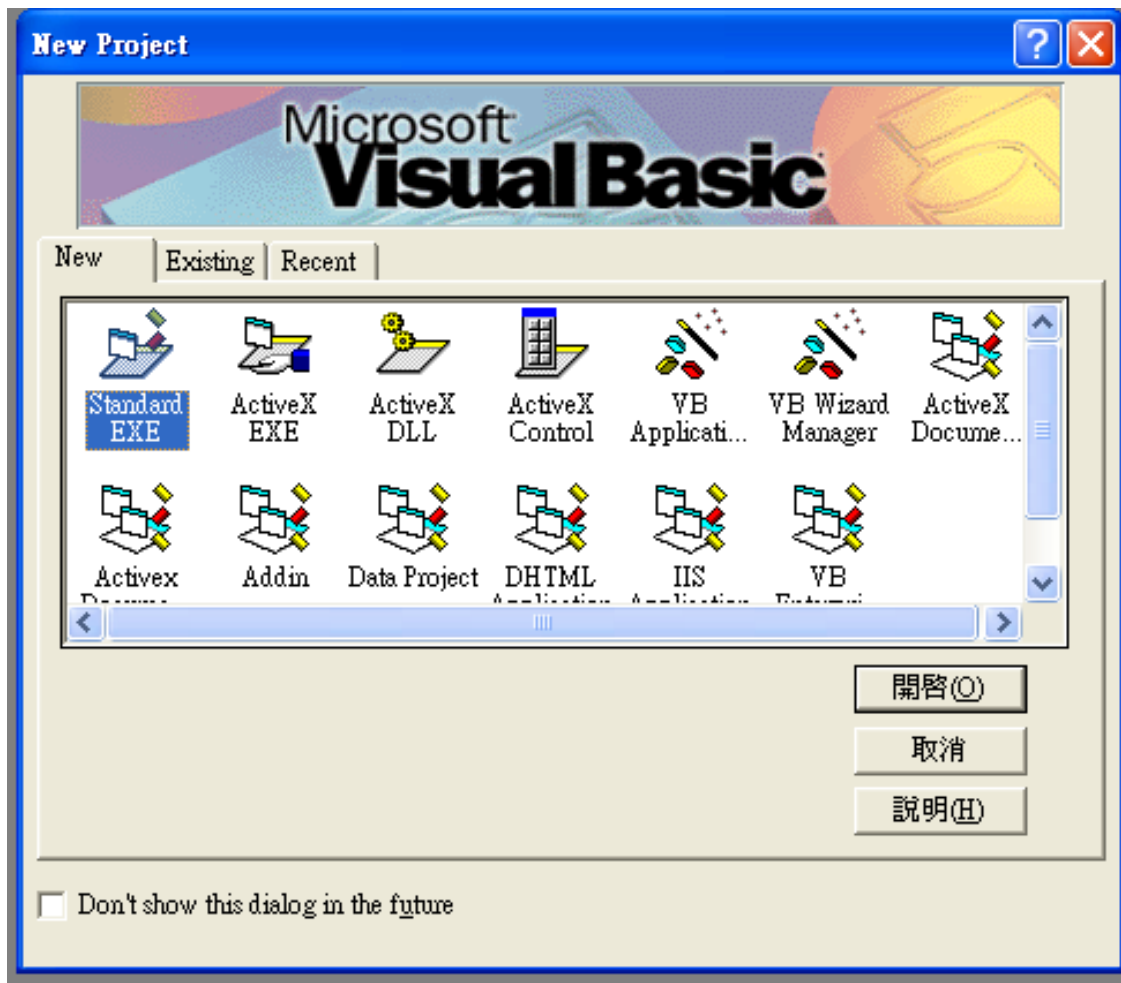 New Project
Microsoft
Visual Basic
New Existing Recent
Standard ActiveX ActiveX ActiveX VB VB Wizard ActiveX
EXE EXE DLL Control Applicati... Manager Docume...
Activex Addin Data Project DHTML IIS VB
Application Application
開啓(O)
取消
說明(H)
Don't show this dialog in the future